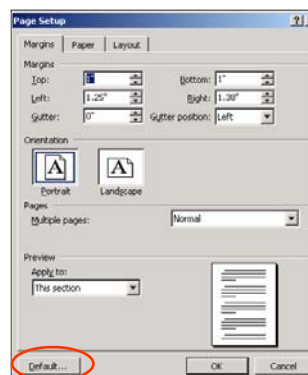 Page Setup
Margins Paper Layout
Margins
Top: 1" Bottom: 1"
Left: 1.25" Right: 1.38"
Gutter: 0" Gutter position: Left
Orientation
A A
Portrait Landscape
Pages
Multiple pages: Normal
Preview
Apply to:
This section
Default... OK Cancel